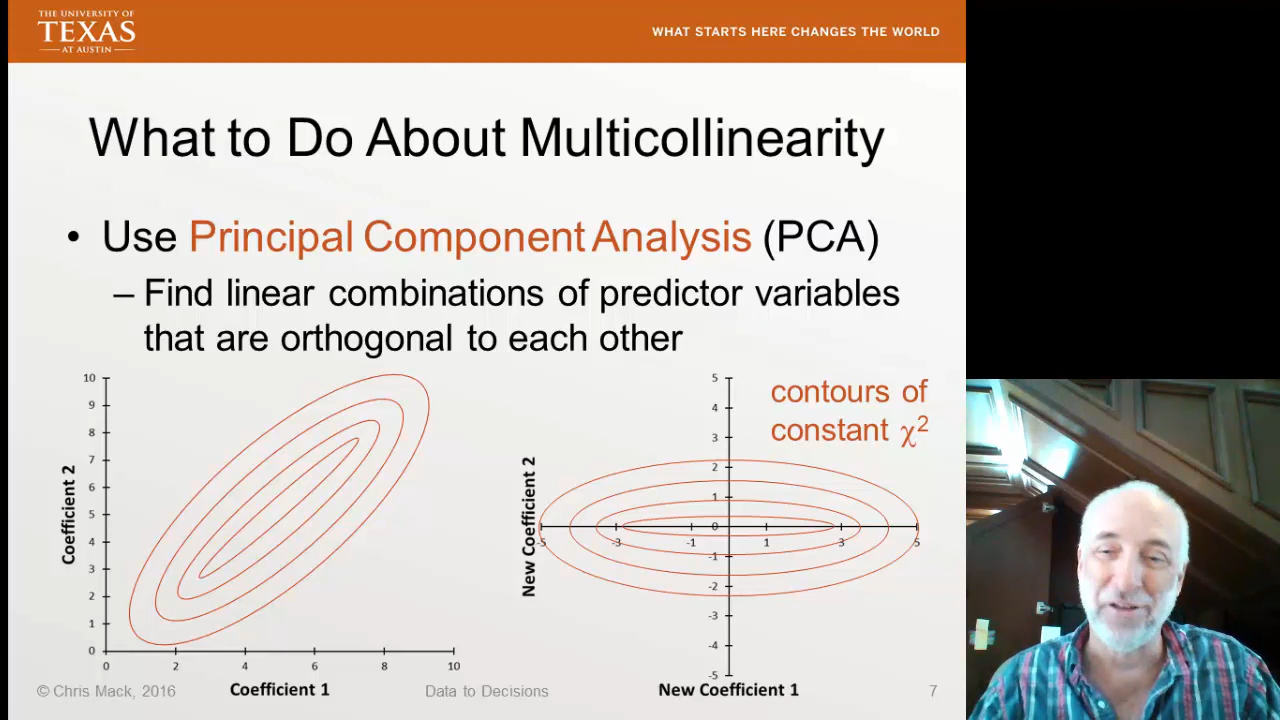 THE UNIVERSITY OF
TEXAS
AT AUSTIN
WHAT STARTS HERE CHANGES THE WORLD
What to Do About Multicollinearity
• Use Principal Component Analysis (PCA)
– Find linear combinations of predictor variables
that are orthogonal to each other
10
9
8
7
6
5
4
3
2
1
0
0 2 4 6 8 10
Coefficient 2
Coefficient 1
contours of
constant χ2
5
4
3
2
1
0
-1
-2
-3
-4
-5
-5 -3 -1 1 3 5
New Coefficient 2
New Coefficient 1
© Chris Mack, 2016
Data to Decisions
7